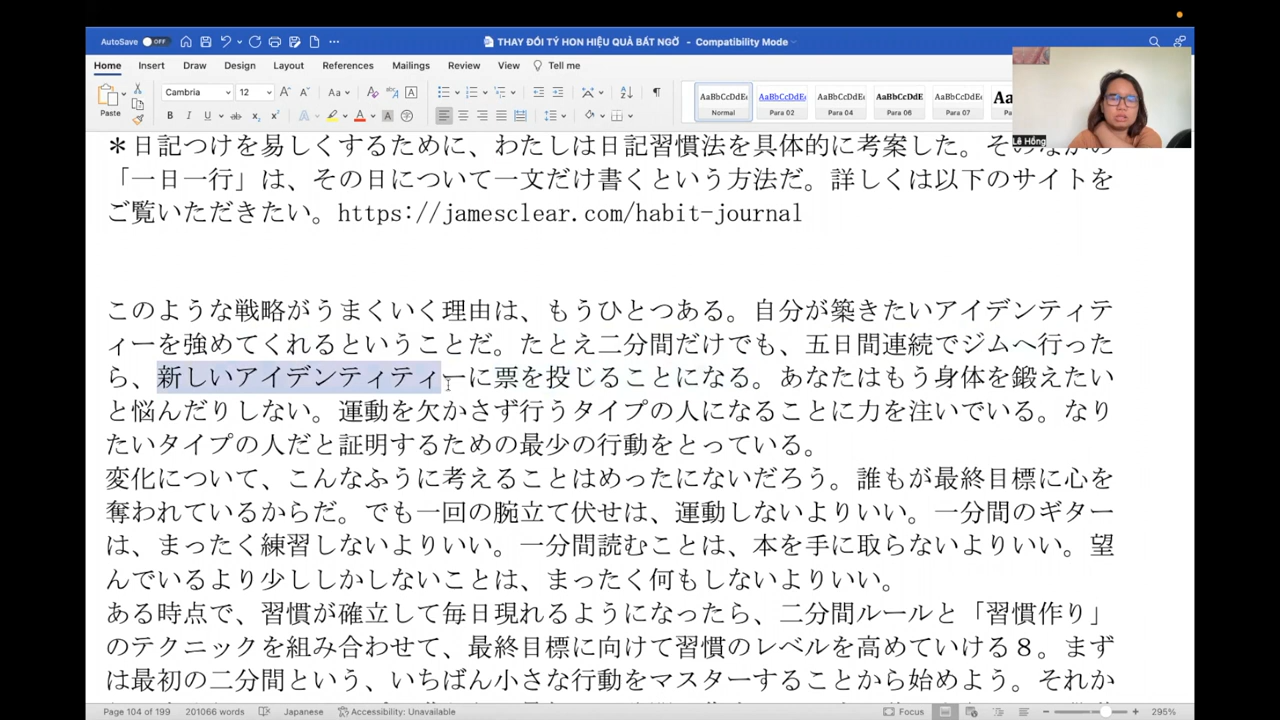 AutoSave OFF
THAY ĐỔI TÝ HON HIỆU QUẢ BẤT NGỜ - Compatibility Mode
Home Insert Draw Design Layout References Mailings Review View Tell me
Paste
Cambria 12
AaBbCcDdE AaBbCcDdE AaBbCcDdE AaBbCcDdE AaBbCcDdE
Normal Para 02 Para 04 Para 06 Para 07
Lê Hồng
＊日記つけを易しくするために、わたしは日記習慣法を具体的に考案した。そのなかの
「一日一行」は、その日について一文だけ書くという方法だ。詳しくは以下のサイトを
ご覧いただきたい。https://jamesclear.com/habit-journal
このような戦略がうまくいく理由は、もうひとつある。自分が築きたいアイデンティテ
ィーを強めてくれるということだ。たとえ二分間だけでも、五日間連続でジムへ行った
ら、新しいアイデンティティーに票を投じることになる。あなたはもう身体を鍛えたい
と悩んだりしない。運動を欠かさず行うタイプの人になることに力を注いでいる。なり
たいタイプの人だと証明するための最少の行動をとっている。
変化について、こんなふうに考えることはめったにないだろう。誰もが最終目標に心を
奪われているからだ。でも一回の腕立て伏せは、運動しないよりいい。一分間のギター
は、まったく練習しないよりいい。一分間読むことは、本を手に取らないよりいい。望
んでいるより少ししかしないことは、まったく何もしないよりいい。
ある時点で、習慣が確立して毎日現れるようになったら、二分間ルールと「習慣作り」
のテクニックを組み合わせて、最終目標に向けて習慣のレベルを高めていける８。まず
は最初の二分間という、いちばん小さな行動をマスターすることから始めよう。それか
Page 104 of 199 201066 words Japanese Accessibility: Unavailable Focus 295%